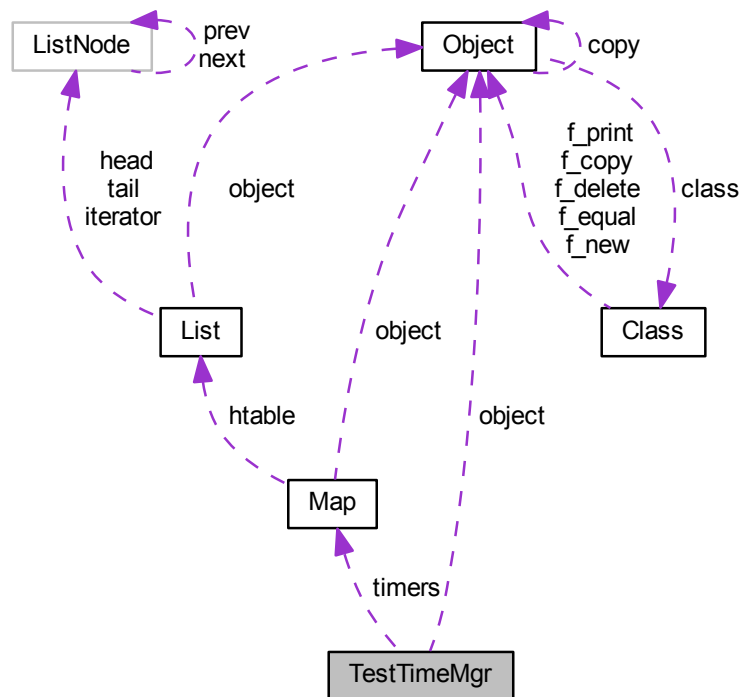 ListNode
prev
next
Object
copy
head
tail
iterator
object
f_print
f_copy
f_delete
f_equal
f_new
class
List
object
Class
htable
object
Map
timers
TestTimeMgr